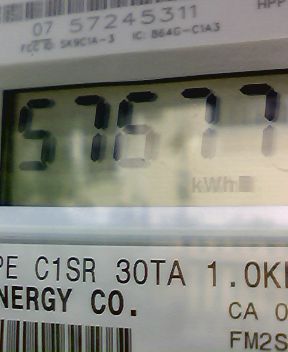 07 57245311
FCC ID: SK9C1A-3 IC: 864G-C1A3
57677
kWh
C1SR 30TA 1.0K
ENERGY CO.
CA 0
FM2S